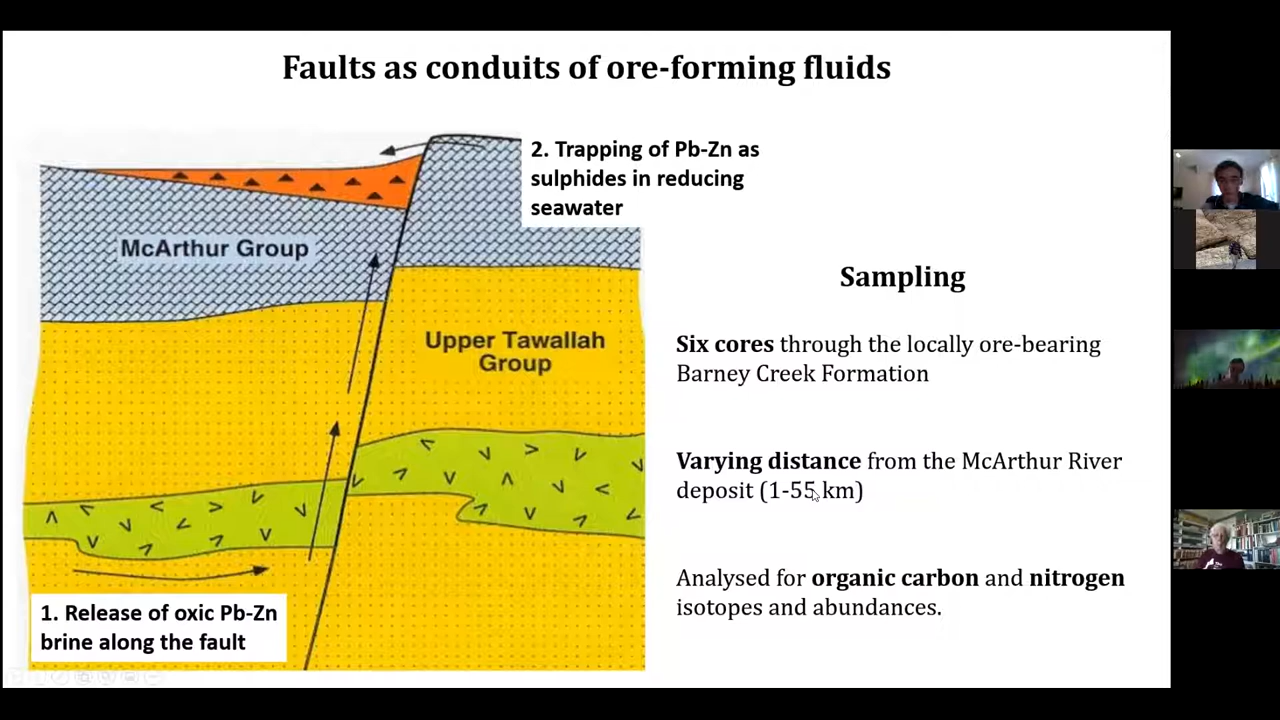 Faults as conduits of ore-forming fluids
2. Trapping of Pb-Zn as
sulphides in reducing
seawater
McArthur Group
Upper Tawallah
Group
1. Release of oxic Pb-Zn
brine along the fault
Sampling
Six cores through the locally ore-bearing
Barney Creek Formation
Varying distance from the McArthur River
deposit (1-55 km)
Analysed for organic carbon and nitrogen
isotopes and abundances.